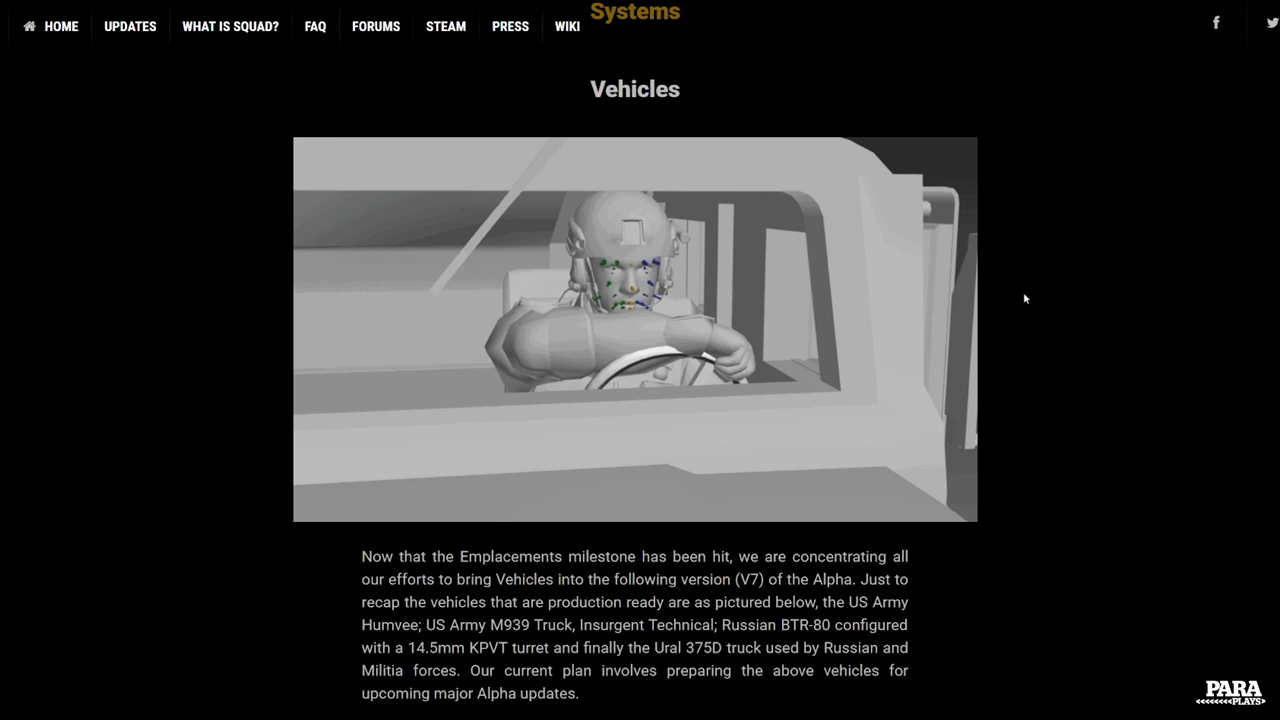 Systems
HOME UPDATES WHAT IS SQUAD? FAQ FORUMS STEAM PRESS WIKI
Vehicles
Now that the Emplacements milestone has been hit, we are concentrating all
our efforts to bring Vehicles into the following version (V7) of the Alpha. Just to
recap the vehicles that are production ready are as pictured below, the US Army
Humvee; US Army M939 Truck, Insurgent Technical; Russian BTR-80 configured
with a 14.5mm KPVT turret and finally the Ural 375D truck used by Russian and
Militia forces. Our current plan involves preparing the above vehicles for
upcoming major Alpha updates.
PARA
PLAYS